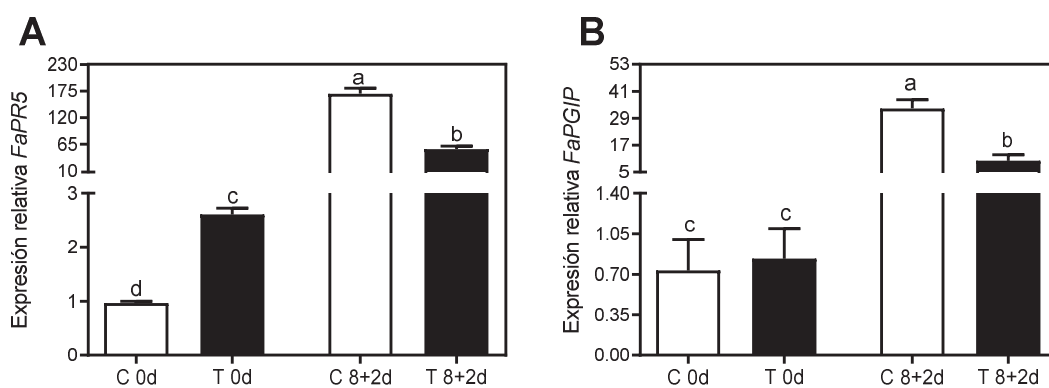 A
Expresión relativa FaPR5
230
175
120
65
10
3
2
1
0
d
c
a
b
C 0d
T 0d
C 8+2d
T 8+2d
B
Expresión relativa FaPGIP
53
41
29
17
5
1.40
1.05
0.70
0.35
0.00
c
c
a
b
C 0d
T 0d
C 8+2d
T 8+2d